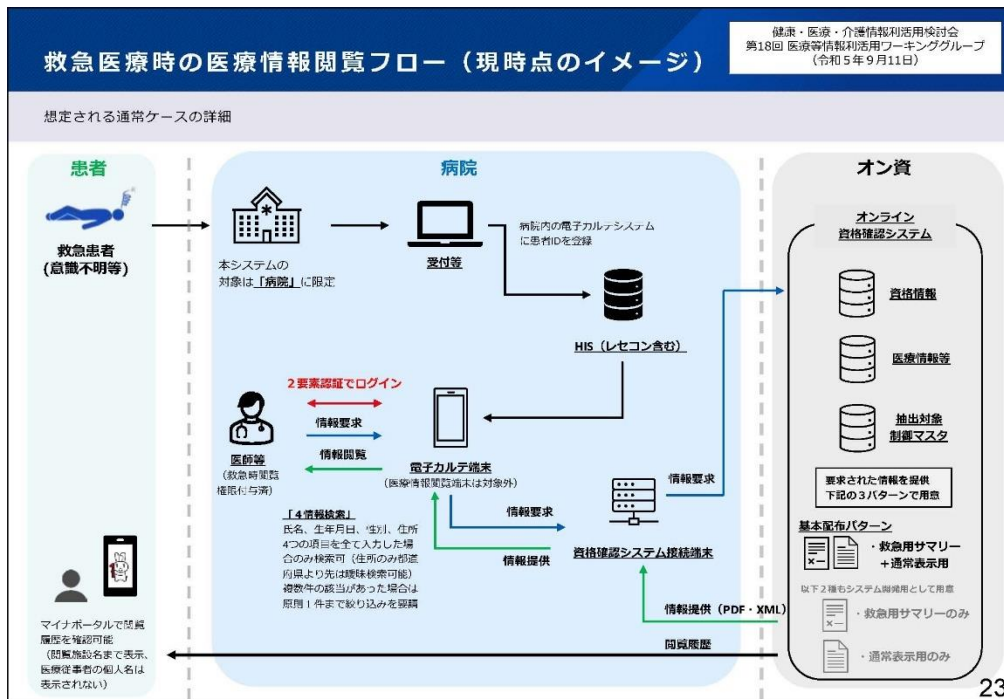 救急医療時の医療情報閲覧フロー（現時点のイメージ）
健康・医療・介護情報利活用検討会
第18回 医療等情報利活用ワーキンググループ
（令和５年９月11日）
想定される通常ケースの詳細
患者
救急患者
(意識不明等)
マイナポータルで閲覧
履歴を確認可能
（閲覧施設名まで表示、
医療従事者の個人名は
表示されない）
病院
本システムの
対象は「病院」に限定
受付等
病院内の電子カルテシステム
に患者IDを登録
HIS（レセコン含む）
２要素認証でログイン
情報要求
情報閲覧
医師等
（救急時閲覧
権限付与済）
電子カルテ端末
（医療情報閲覧端末は対象外）
「４情報検索」
氏名、生年月日、性別、住所
4つの項目を全て入力した場
合のみ検索可（住所のみ都道
府県より先は曖昧検索可能）
複数件の該当があった場合は
原則１件まで絞り込みを要請
情報要求
情報提供
資格確認システム接続端末
情報要求
情報提供（PDF・XML）
閲覧履歴
オン資
オンライン
資格確認システム
資格情報
医療情報等
抽出対象
制御マスタ
要求された情報を提供
下記の３パターンで用意
基本配布パターン
・救急用サマリー
＋通常表示用
以下２種もシステム開発用として用意
・救急用サマリーのみ
・通常表示用のみ
23